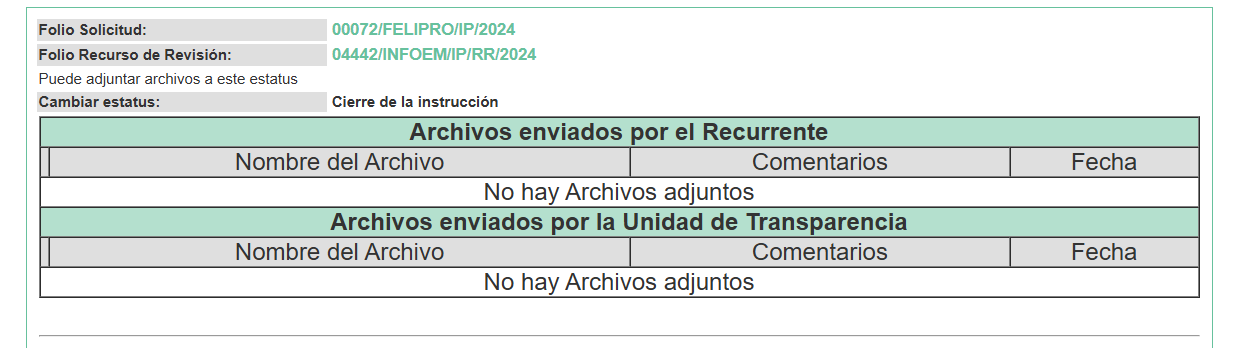 Folio Solicitud: 00072/FELIPRO/IP/2024
Folio Recurso de Revisión: 04442/INFOEM/IP/RR/2024
Puede adjuntar archivos a este estatus
Cambiar estatus: Cierre de la instrucción
Archivos enviados por el Recurrente
Nombre del Archivo Comentarios Fecha
No hay Archivos adjuntos
Archivos enviados por la Unidad de Transparencia
Nombre del Archivo Comentarios Fecha
No hay Archivos adjuntos